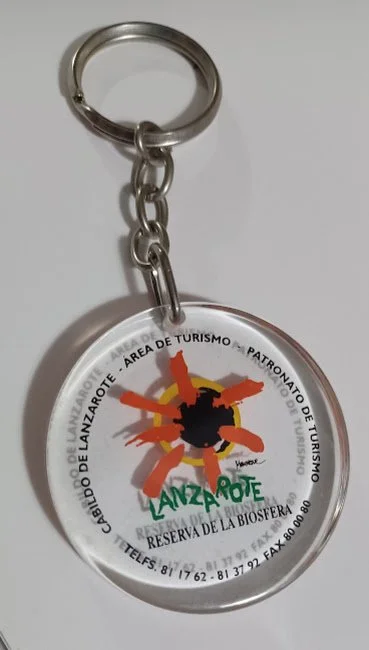 CABILDO DE LANZAROTE - AREA DE TURISMO - PATRONATO DE TURISMO
LANZAROTE
RESERVA DE LA BIOSFERA
TELFS. 81 17 62 - 81 37 92 FAX 80 00 80